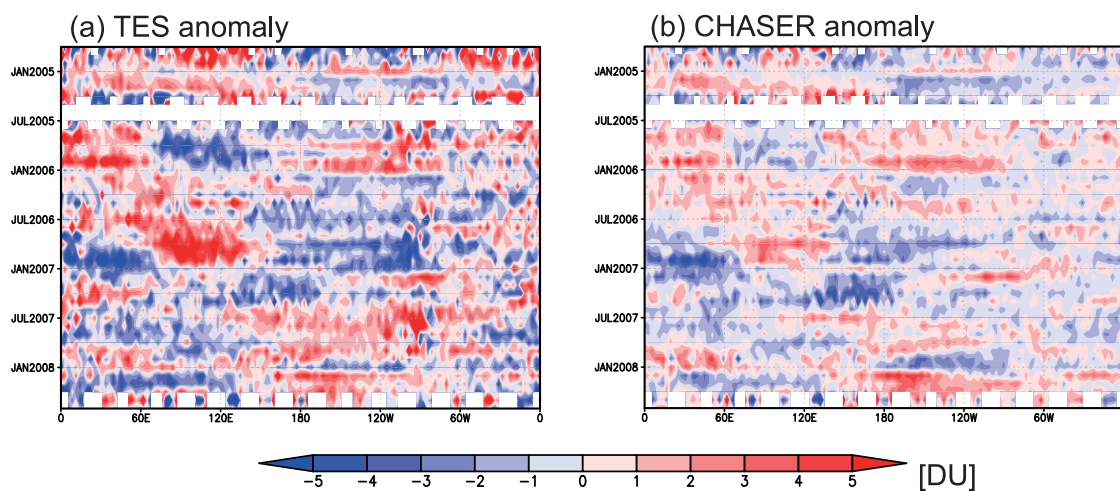 (a) TES anomaly
(b) CHASER anomaly
JAN2005
JUL2005
JAN2006
JUL2006
JAN2007
JUL2007
JAN2008
0 60E 120E 180 120W 60W 0
JAN2005
JUL2005
JAN2006
JUL2006
JAN2007
JUL2007
JAN2008
0 60E 120E 180 120W 60W
-5 -4 -3 -2 -1 0 1 2 3 4 5 [DU]